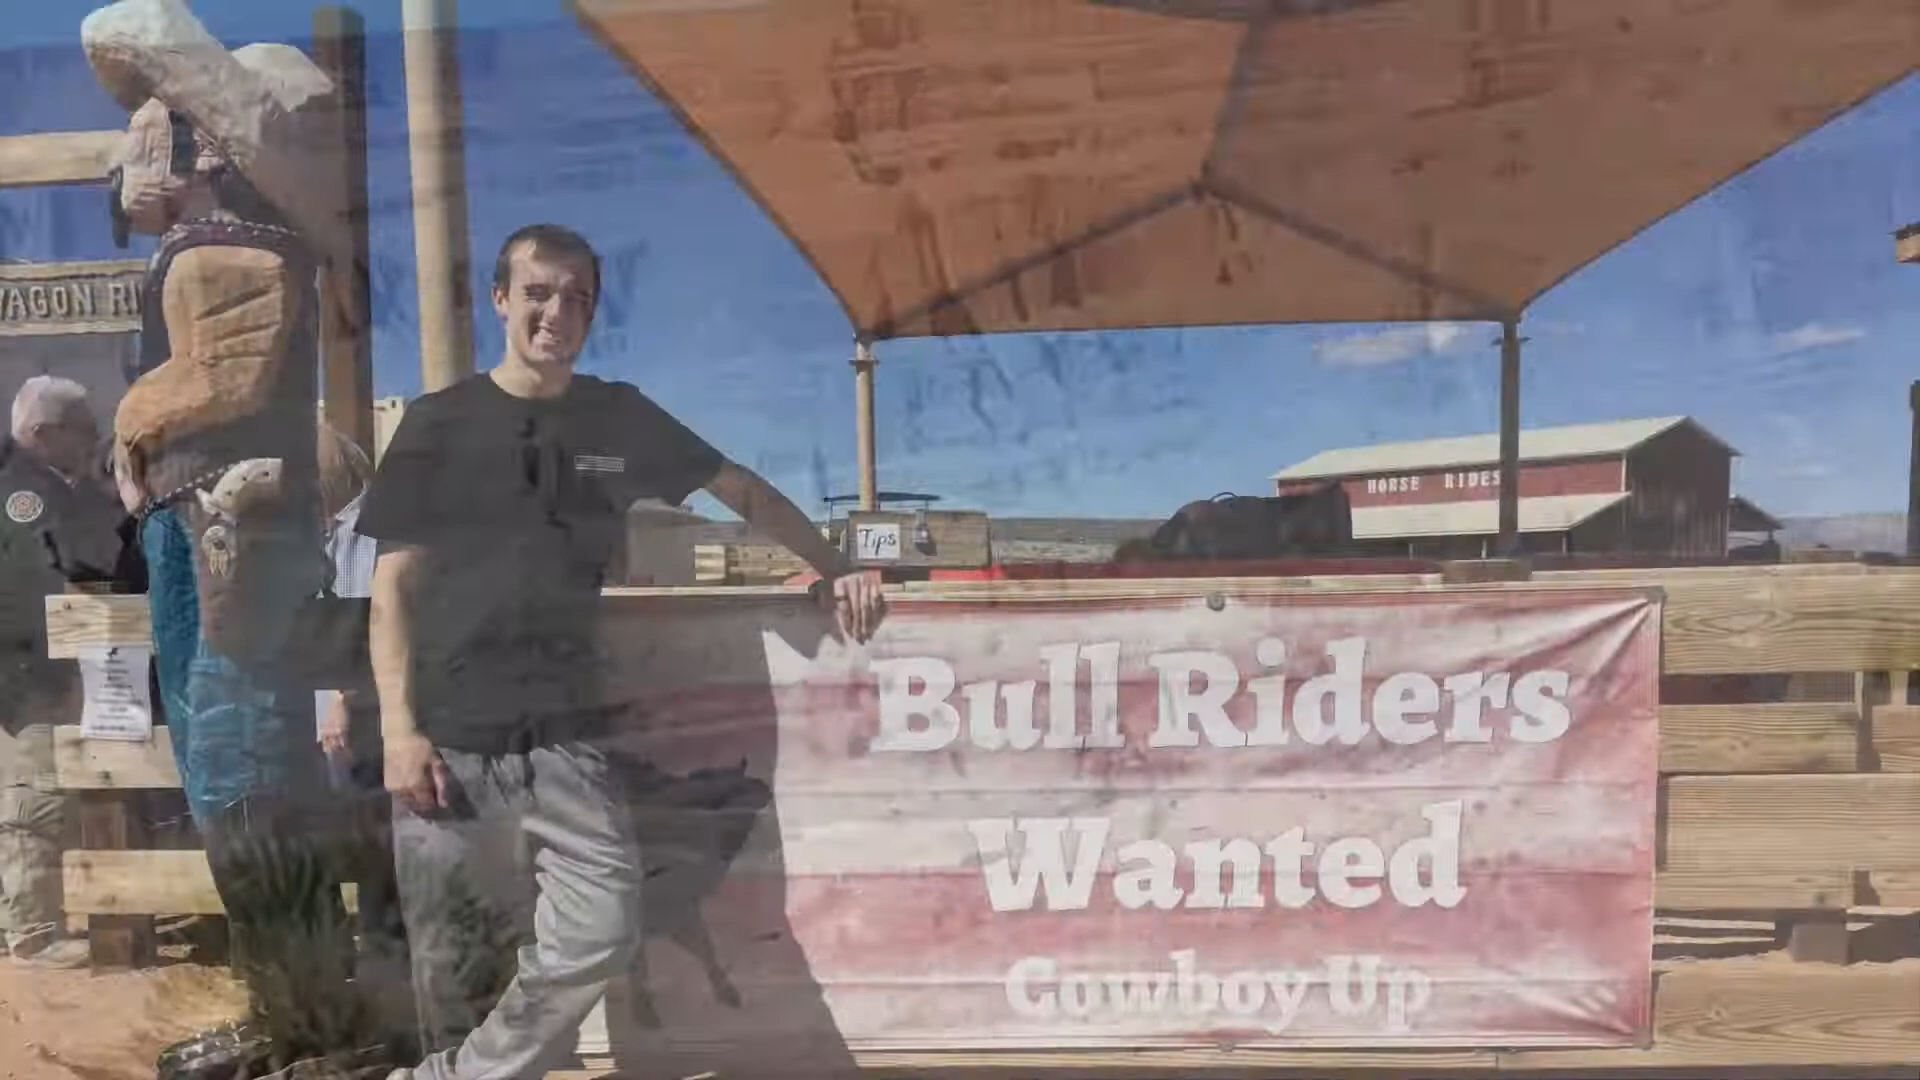 WAGON RI
HORSE RIDES
Tips
Bull Riders
Wanted
Cowboy Up